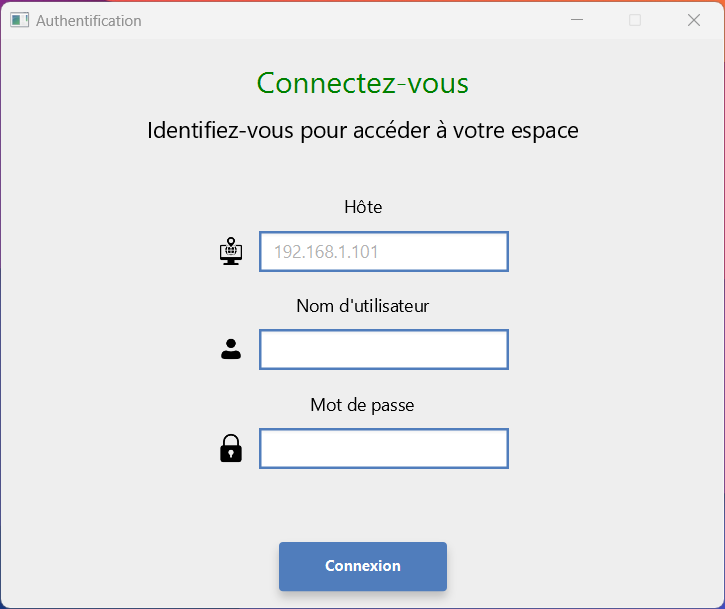 Authentification
Connectez-vous
Identifiez-vous pour accéder à votre espace
Hôte
192.168.1.101
Nom d'utilisateur
Mot de passe
Connexion